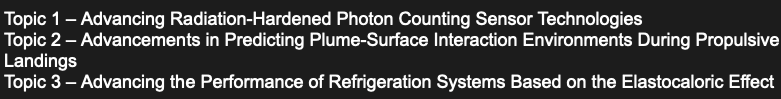 Topic 1 – Advancing Radiation-Hardened Photon Counting Sensor Technologies
Topic 2 – Advancements in Predicting Plume-Surface Interaction Environments During Propulsive
Landings
Topic 3 – Advancing the Performance of Refrigeration Systems Based on the Elastocaloric Effect